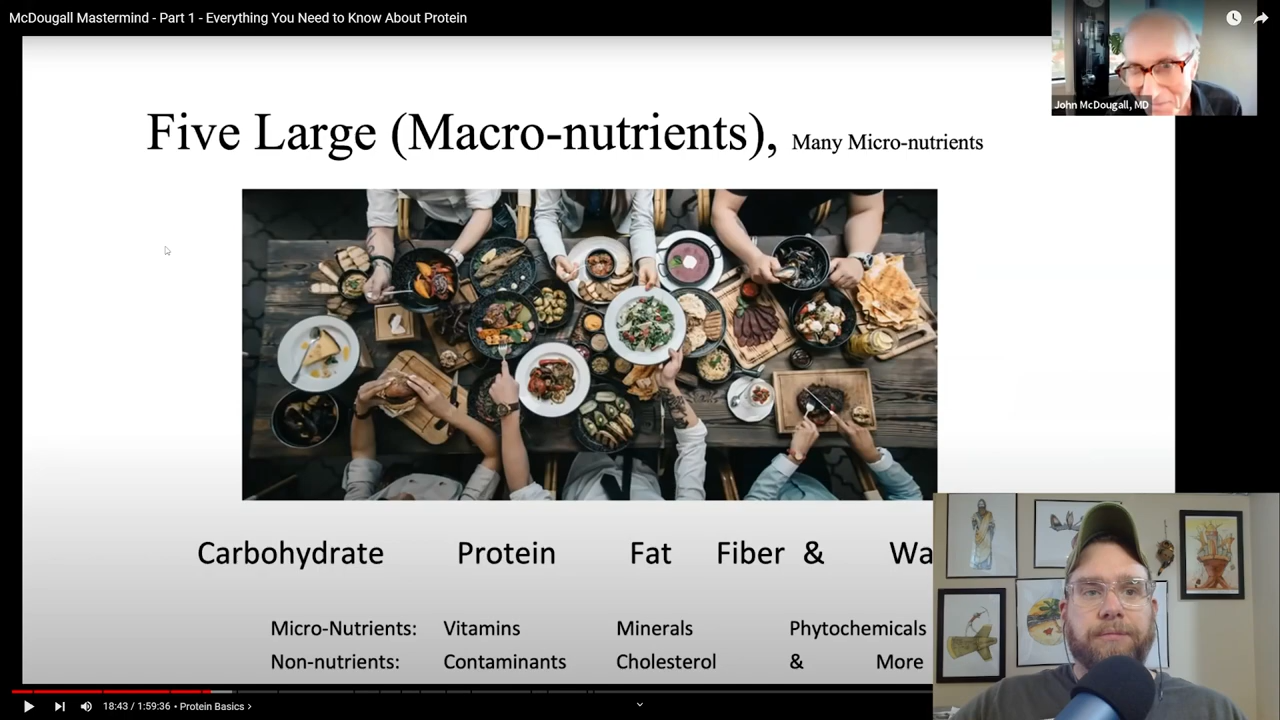 McDougall Mastermind - Part 1 - Everything You Need to Know About Protein
John McDougall, MD
Five Large (Macro-nutrients), Many Micro-nutrients
Carbohydrate Protein Fat Fiber & Wa
Micro-Nutrients: Vitamins Minerals Phytochemicals
Non-nutrients: Contaminants Cholesterol & More
18:43 / 1:59:36 • Protein Basics >